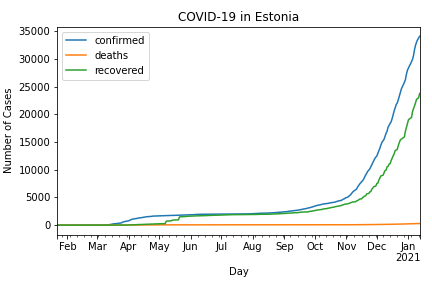 COVID-19 in Estonia
confirmed
deaths
recovered
Number of Cases
35000
30000
25000
20000
15000
10000
5000
0
Feb Mar Apr May Jun Jul Aug Sep Oct Nov Dec Jan
2021
Day